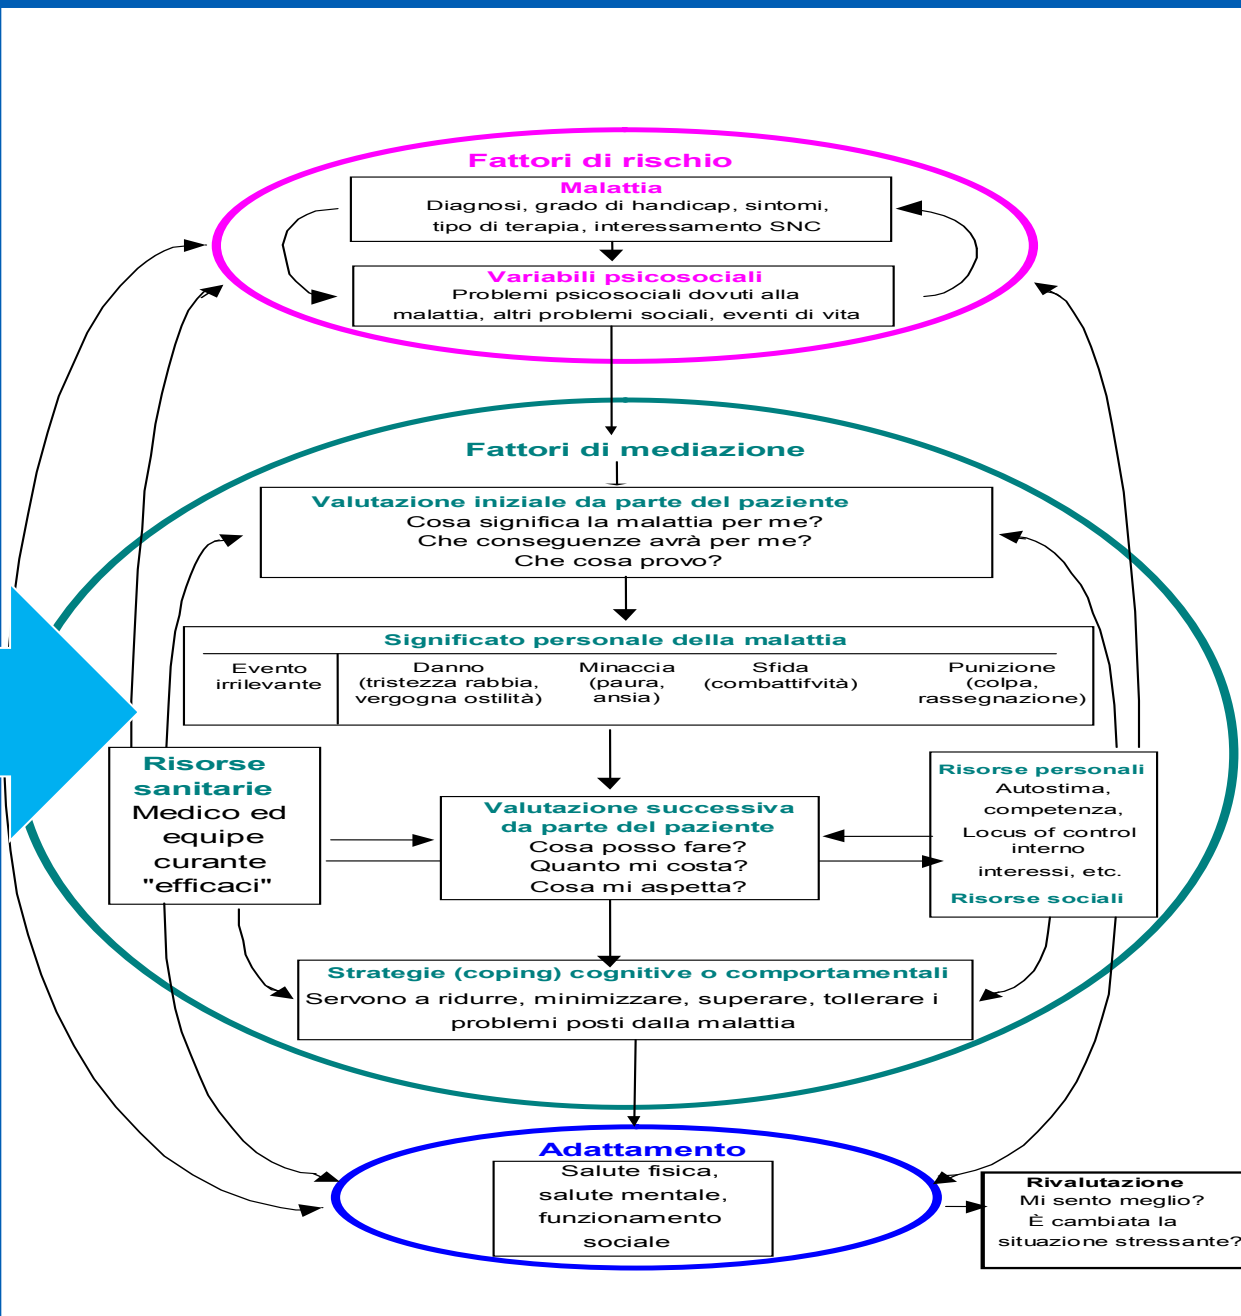 Fattori di rischio
Malattia
Diagnosi, grado di handicap, sintomi,
tipo di terapia, interessamento SNC
Variabili psicosociali
Problemi psicosociali dovuti alla
malattia, altri problemi sociali, eventi di vita
Fattori di mediazione
Valutazione iniziale da parte del paziente
Cosa significa la malattia per me?
Che conseguenze avrà per me?
Che cosa provo?
Significato personale della malattia
Evento
irrilevante
Danno
(tristezza rabbia,
vergogna ostilità)
Minaccia
(paura,
ansia)
Sfida
(combattifvità)
Punizione
(colpa,
rassegnazione)
Risorse
sanitarie
Medico ed
equipe
curante
"efficaci"
Valutazione successiva
da parte del paziente
Cosa posso fare?
Quanto mi costa?
Cosa mi aspetta?
Risorse personali
Autostima,
competenza,
Locus of control
interno
interessi, etc.
Risorse sociali
Strategie (coping) cognitive o comportamentali
Servono a ridurre, minimizzare, superare, tollerare i
problemi posti dalla malattia
Adattamento
Salute fisica,
salute mentale,
funzionamento
sociale
Rivalutazione
Mi sento meglio?
È cambiata la
situazione stressante?